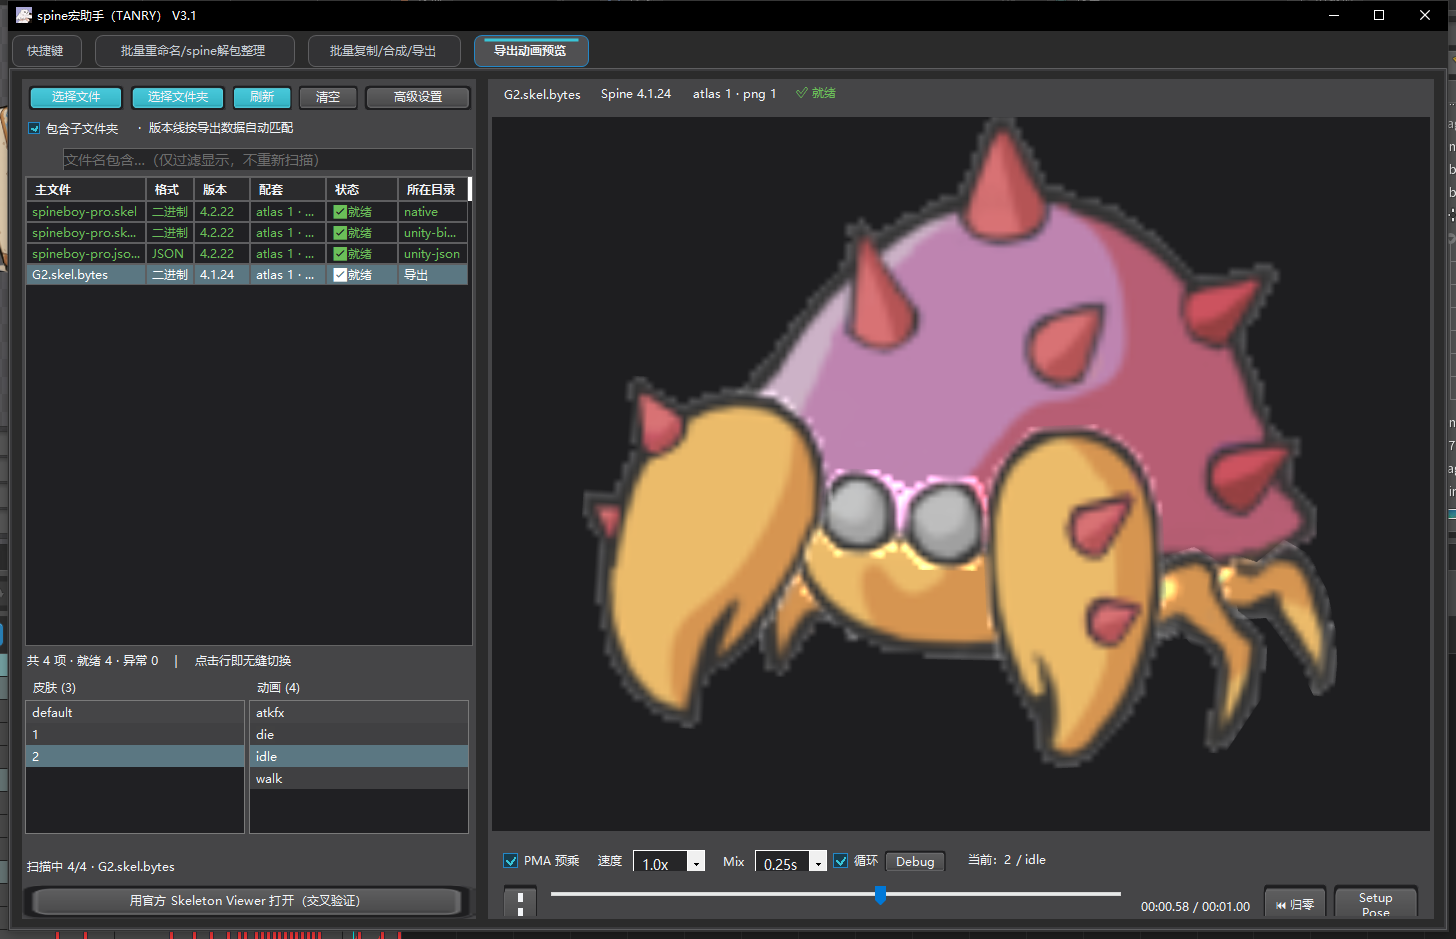 spine宏助手（TANRY） V3.1
快捷键 批量重命名/spine解包整理 批量复制/合成/导出 导出动画预览
选择文件 选择文件夹 刷新 清空 高级设置
包含子文件夹 · 版本线按导出数据自动匹配
文件名包含...（仅过滤显示，不重新扫描）
主文件 格式 版本 配套 状态 所在目录
spineboy-pro.skel 二进制 4.2.22 atlas 1 · ... 就绪 native
spineboy-pro.sk... 二进制 4.2.22 atlas 1 · ... 就绪 unity-bi...
spineboy-pro.jso... JSON 4.2.22 atlas 1 · ... 就绪 unity-json
G2.skel.bytes 二进制 4.1.24 atlas 1 · ... 就绪 导出
共 4 项 · 就绪 4 · 异常 0 | 点击行即无缝切换
皮肤 (3)
default
1
2
动画 (4)
atkfx
die
idle
walk
扫描中 4/4 · G2.skel.bytes
用官方 Skeleton Viewer 打开（交叉验证）
G2.skel.bytes Spine 4.1.24 atlas 1 · png 1 就绪
PMA 预乘 速度 1.0x Mix 0.25s 循环 Debug 当前：2 / idle
00:00.58 / 00:01.00 归零 Setup
Pose